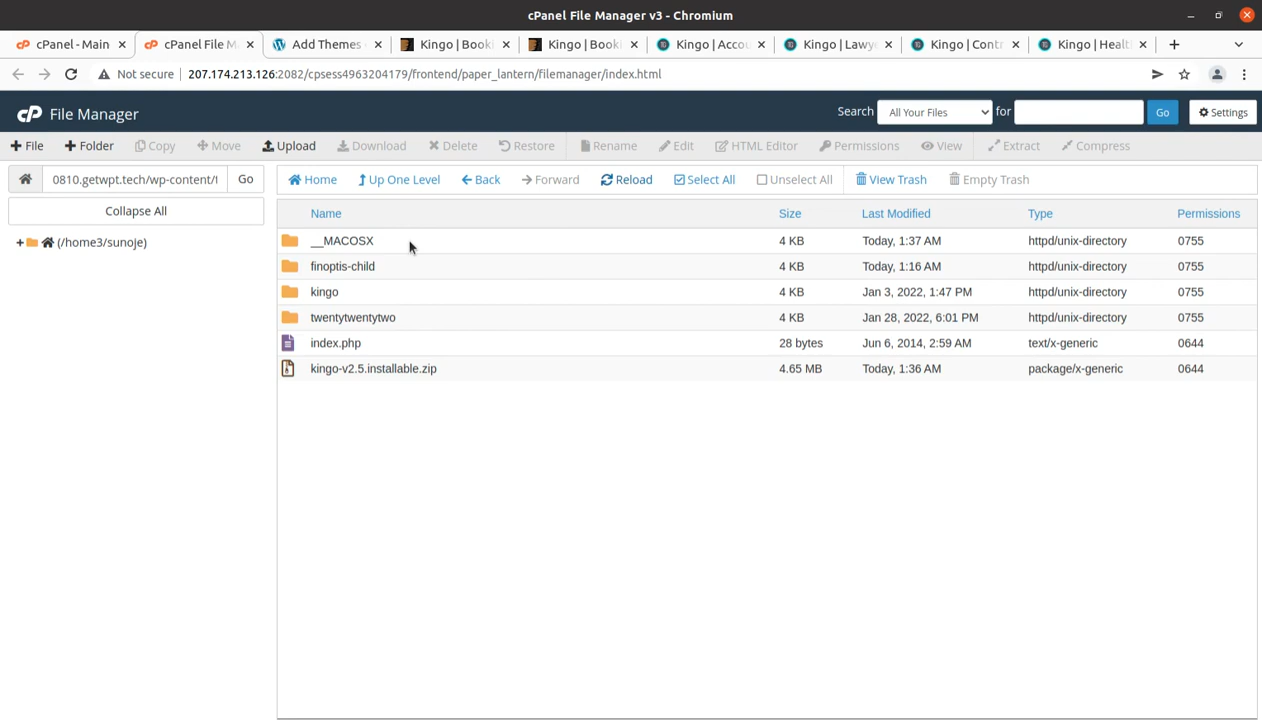 cPanel File Manager v3 - Chromium
cPanel - Main
cPanel File M
Add Themes
Kingo | Book
Kingo | Book
Kingo | Accou
Kingo | Lawy
Kingo | Cont
Kingo | Healt
Not secure
207.174.213.126:2082/cpsess4963204179/frontend/paper_lantern/filemanager/index.html
cP File Manager
Search
All Your Files
for
Go
Settings
File
Folder
Copy
Move
Upload
Download
Delete
Restore
Rename
Edit
HTML Editor
Permissions
View
Extract
Compress
0810.getwpt.tech/wp-content/t
Go
Home
Up One Level
Back
Forward
Reload
Select All
Unselect All
View Trash
Empty Trash
Collapse All
+ (/home3/sunoje)
Name Size Last Modified Type Permissions
__MACOSX 4 KB Today, 1:37 AM httpd/unix-directory 0755
finoptis-child 4 KB Today, 1:16 AM httpd/unix-directory 0755
kingo 4 KB Jan 3, 2022, 1:47 PM httpd/unix-directory 0755
twentytwentytwo 4 KB Jan 28, 2022, 6:01 PM httpd/unix-directory 0755
index.php 28 bytes Jun 6, 2014, 2:59 AM text/x-generic 0644
kingo-v2.5.installable.zip 4.65 MB Today, 1:36 AM package/x-generic 0644